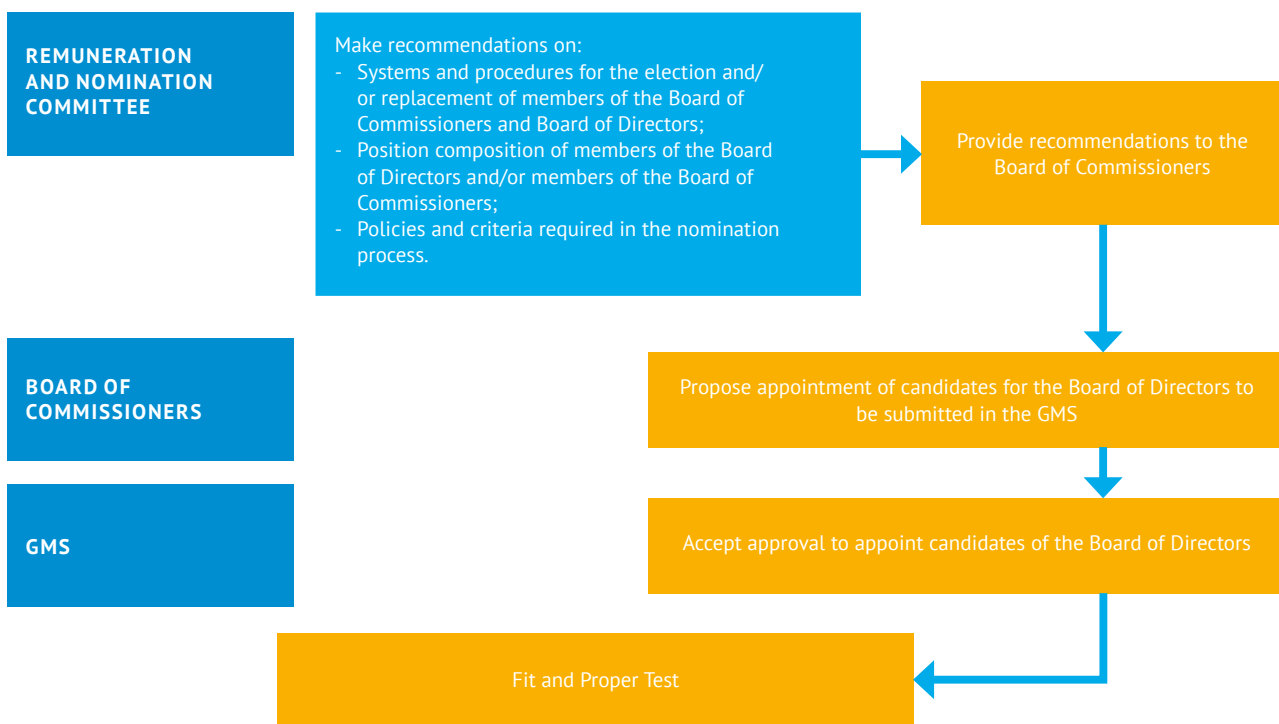 REMUNERATION
AND NOMINATION
COMMITTEE
Make recommendations on:
- Systems and procedures for the election and/
or replacement of members of the Board of
Commissioners and Board of Directors;
- Position composition of members of the Board
of Directors and/or members of the Board of
Commissioners;
- Policies and criteria required in the nomination
process.
Provide recommendations to the
Board of Commissioners
BOARD OF
COMMISSIONERS
Propose appointment of candidates for the Board of Directors to
be submitted in the GMS
GMS
Accept approval to appoint candidates of the Board of Directors
Fit and Proper Test